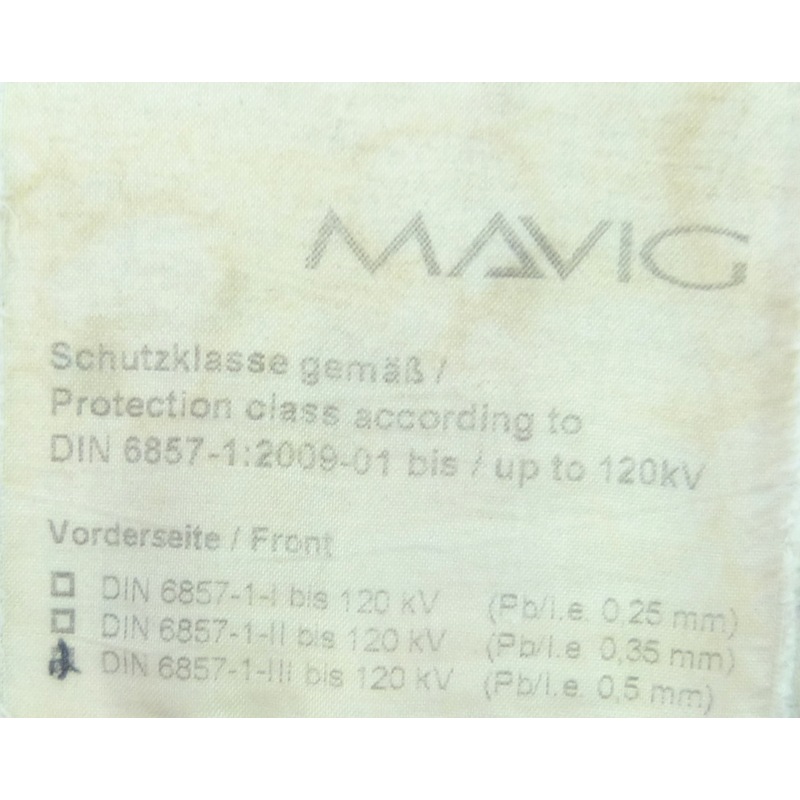 MAVIG
Schutzklasse gemäß /
Protection class according to
DIN 6857-1:2009-01 bis / up to 120kV
Vorderseite / Front
DIN 6857-1-I bis 120 kV (Pb/l.e. 0,25 mm)
DIN 6857-1-II bis 120 kV (Pb/l.e. 0,35 mm)
DIN 6857-1-III bis 120 kV (Pb/l.e. 0,5 mm)